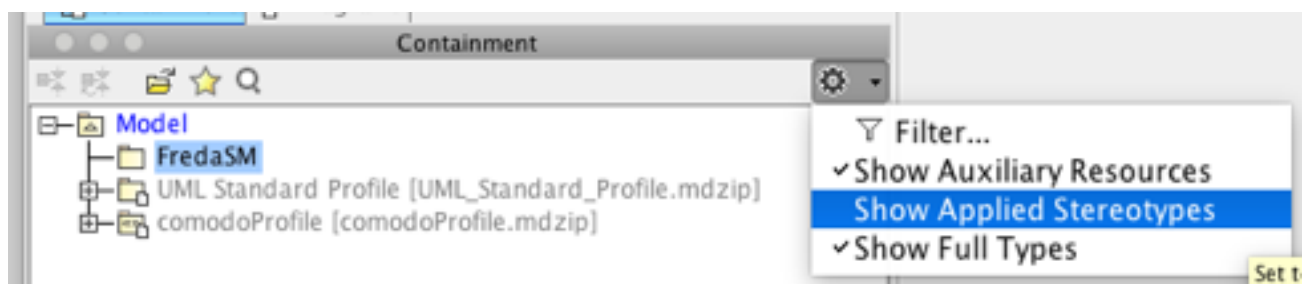 Containment
Model
FredaSM
UML Standard Profile [UML_Standard_Profile.mdzip]
comodoProfile [comodoProfile.mdzip]
Filter...
Show Auxiliary Resources
Show Applied Stereotypes
Show Full Types
Set